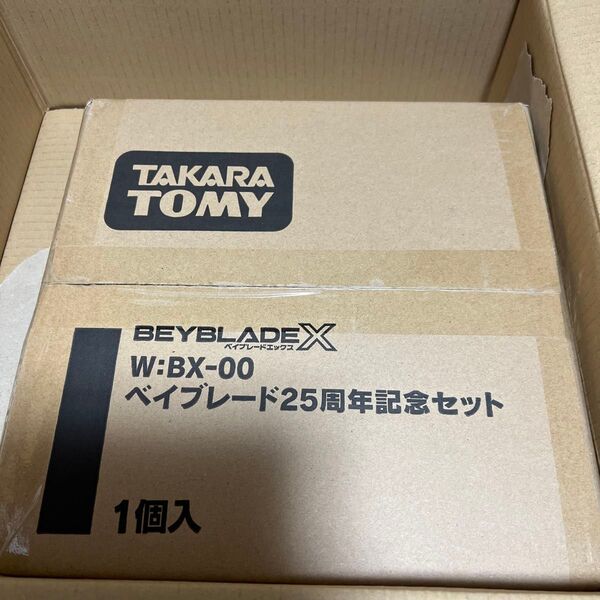 TAKARA
TOMY
BEYBLADE X
ベイブレードエックス
W:BX-00
ベイブレード25周年記念セット
1個入